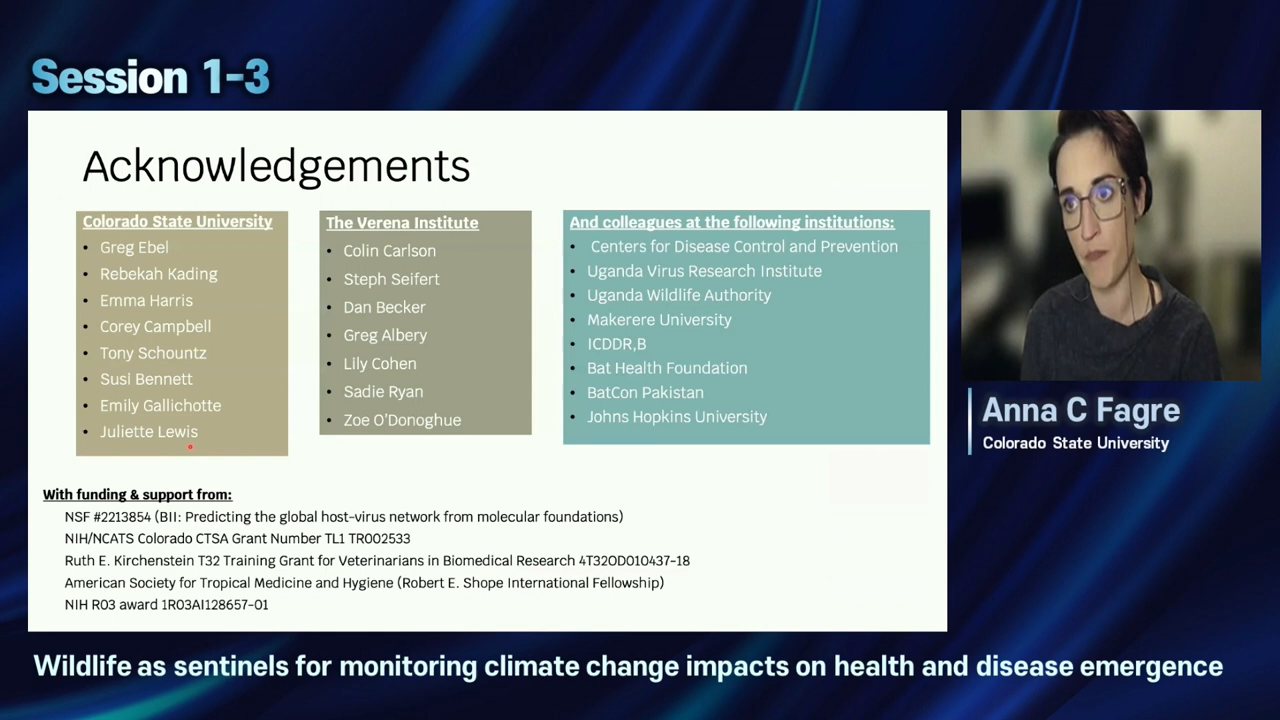 Session 1-3
Acknowledgements
Colorado State University
• Greg Ebel
• Rebekah Kading
• Emma Harris
• Corey Campbell
• Tony Schountz
• Susl Bennett
• Emily Gallichotte
• Juliette Lewis
The Verena Institute
• Colin Carlson
• Steph Seifert
• Dan Becker
• Greg Albery
• Lily Cohen
• Sadie Ryan
• Zoe O'Donoghue
And colleagues at the following institutions:
• Centers for Disease Control and Prevention
• Uganda Virus Research Institute
• Uganda Wildlife Authority
• Makerere University
• ICDDR,B
• Bat Health Foundation
• BatCon Pakistan
• Johns Hopkins University
With funding & support from:
NSF #2213854 (BII: Predicting the global host-virus network from molecular foundations)
NIH/NCATS Colorado CTSA Grant Number TL1 TR002533
Ruth E. Kirchenstein T32 Training Grant for Veterinarians in Biomedical Research 4T32OD010437-18
American Society for Tropical Medicine and Hygiene (Robert E. Shope International Fellowship)
NIH R03 award 1R03AI128657-01
Anna C Fagre
Colorado State University
Wildlife as sentinels for monitoring climate change impacts on health and disease emergence